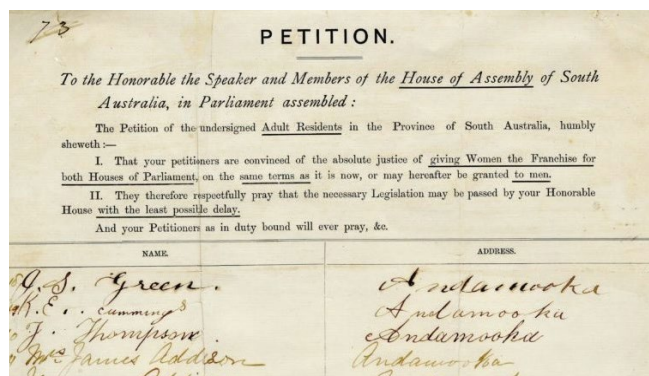 73
PETITION.
To the Honorable the Speaker and Members of the House of Assembly of South
Australia, in Parliament assembled:
The Petition of the undersigned Adult Residents in the Province of South Australia, humbly
sheweth:—
I. That your petitioners are convinced of the absolute justice of giving Women the Franchise for
both Houses of Parliament, on the same terms as it is now, or may hereafter be granted to men.
II. They therefore respectfully pray that the necessary Legislation may be passed by your Honorable
House with the least possible delay.
And your Petitioners as in duty bound will ever pray, &c.
NAME. ADDRESS.
G. S. Green. Andamooka
K. E. Cummings Andamooka
J. Thompson. Andamooka
Mrs James Addison Andamooka